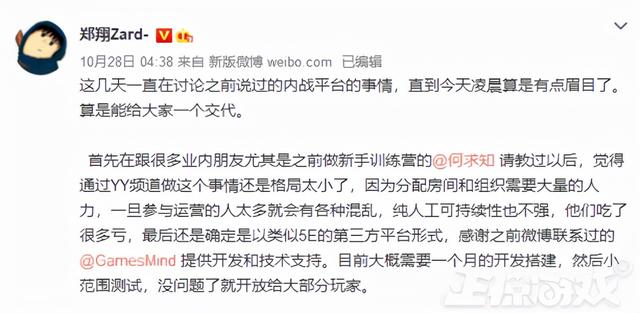 郑翔Zard-
10月28日 04:38 来自 新版微博 weibo.com 已编辑
这几天一直在讨论之前说过的内战平台的事情，直到今天凌晨算是有点眉目了。
算是能给大家一个交代。
首先在跟很多业内朋友尤其是之前做新手训练营的@何求知 请教过以后，觉得
通过YY频道做这个事情还是格局太小了，因为分配房间和组织需要大量的人
力，一旦参与运营的人太多就会有各种混乱，纯人工可持续性也不强，他们吃了
很多亏，最后还是确定是以类似5E的第三方平台形式，感谢之前微博联系过的
@GamesMind 提供开发和技术支持。目前大概需要一个月的开发搭建，然后小
范围测试，没问题了就开放给大部分玩家。